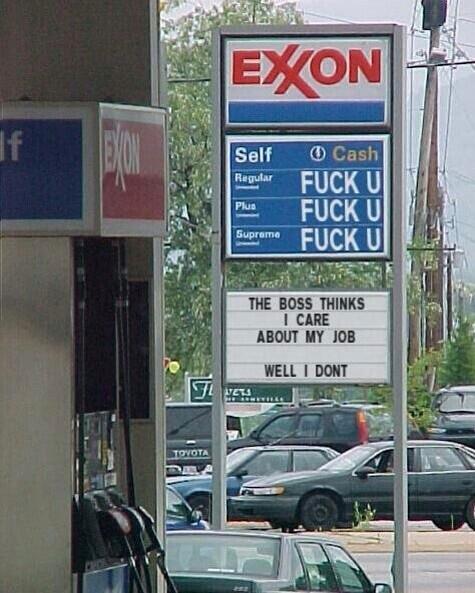 EXXON
Self Cash
Regular FUCK U
Plus FUCK U
Supreme FUCK U
THE BOSS THINKS
I CARE
ABOUT MY JOB
WELL I DONT
lf
EXXON
TOYOTA